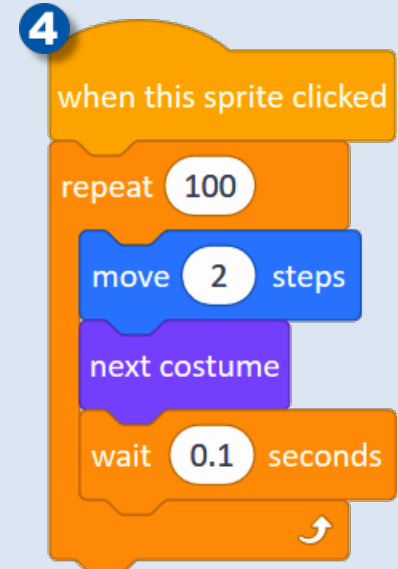 4
when this sprite clicked
repeat 100
move 2 steps
next costume
wait 0.1 seconds